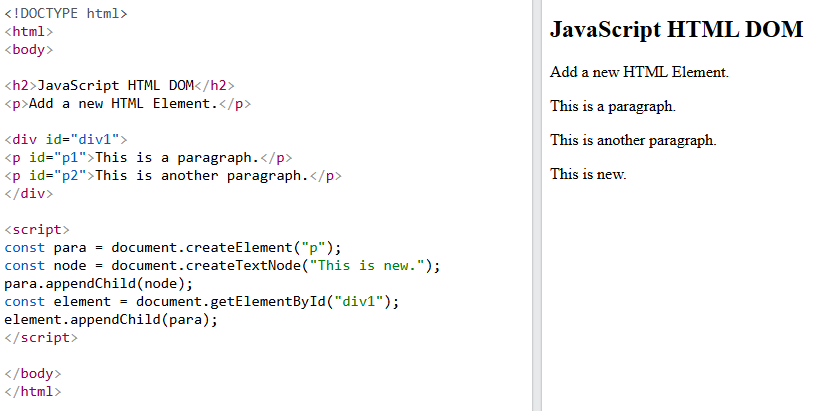 <!DOCTYPE html>
<html>
<body>
<h2>JavaScript HTML DOM</h2>
<p>Add a new HTML Element.</p>
<div id="div1">
<p id="p1">This is a paragraph.</p>
<p id="p2">This is another paragraph.</p>
</div>
<script>
const para = document.createElement("p");
const node = document.createTextNode("This is new.");
para.appendChild(node);
const element = document.getElementById("div1");
element.appendChild(para);
</script>
</body>
</html>
JavaScript HTML DOM
Add a new HTML Element.
This is a paragraph.
This is another paragraph.
This is new.